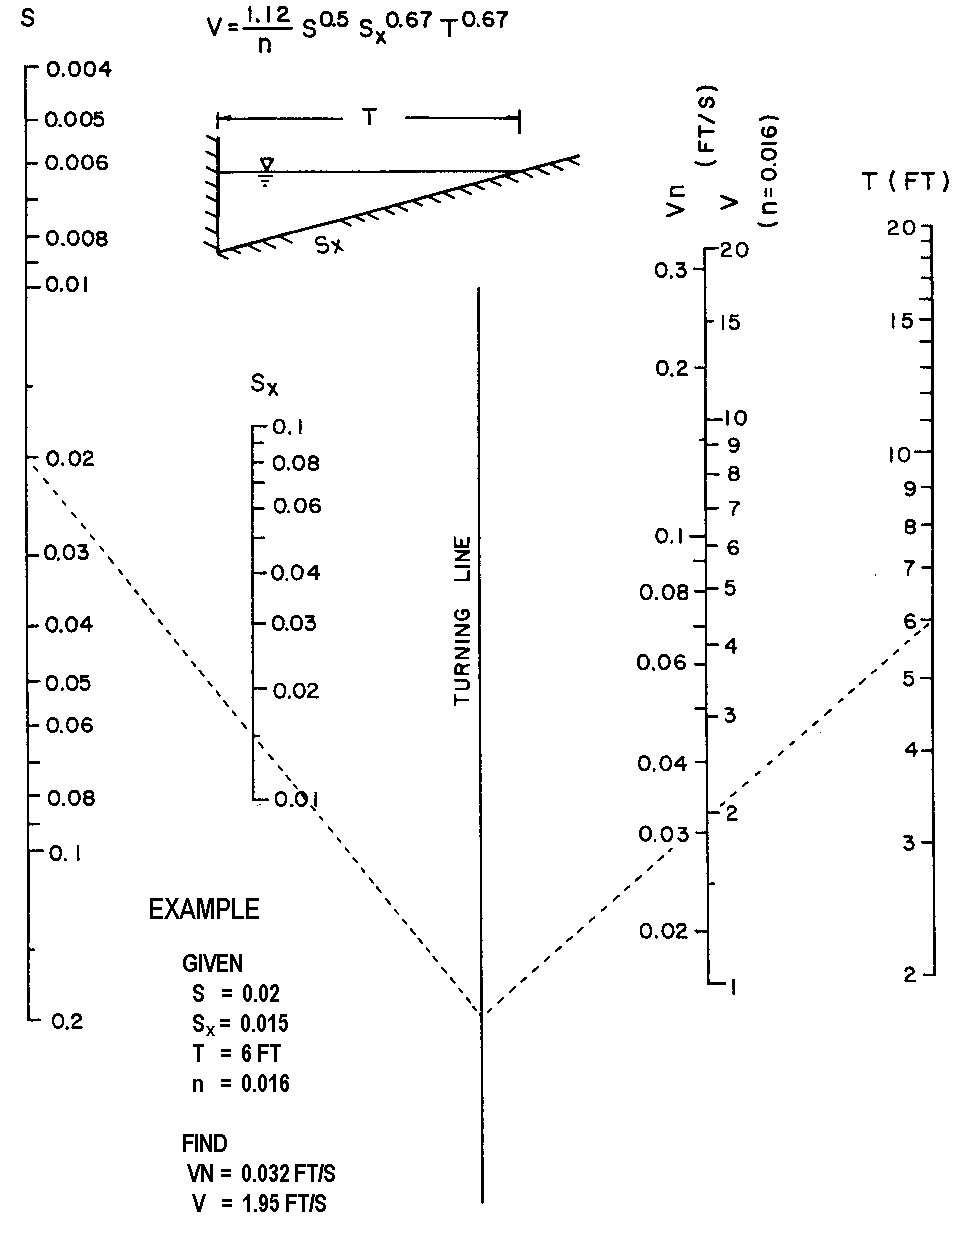 S
V = 1.12/n S^0.5 S_x^0.67 T^0.67
T
S_x
S
0.004
0.005
0.006
0.008
0.01
0.02
0.03
0.04
0.05
0.06
0.08
0.1
0.2
S_x
0.1
0.08
0.06
0.04
0.03
0.02
0.01
TURNING LINE
Vn
V
(FT/S)
(n=0.016)
0.3
0.2
0.1
0.08
0.06
0.04
0.03
0.02
20
15
10
9
8
7
6
5
4
3
2
1
T (FT)
20
15
10
9
8
7
6
5
4
3
2
EXAMPLE
GIVEN
S = 0.02
S_x = 0.015
T = 6 FT
n = 0.016
FIND
VN = 0.032 FT/S
V = 1.95 FT/S